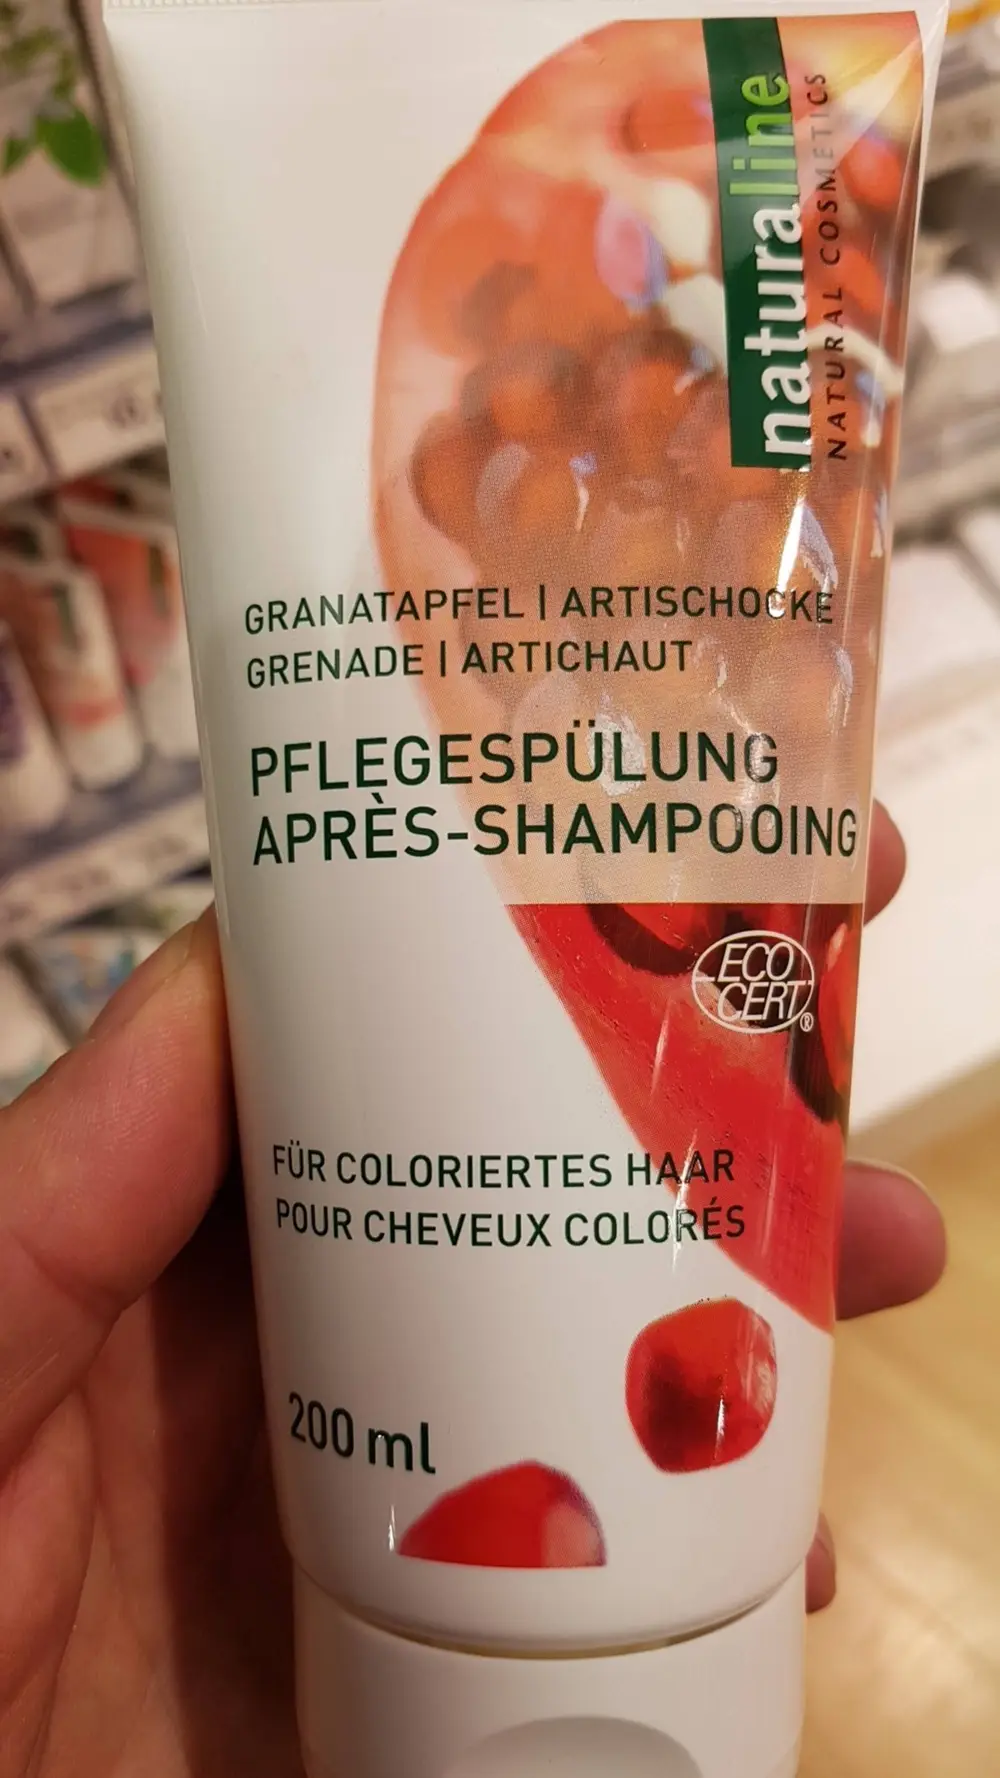 naturaline
NATURAL COSMETICS
GRANATAPFEL | ARTISCHOCKE
GRENADE | ARTICHAUT
PFLEGESPÜLUNG
APRÈS-SHAMPOOING
ECO
CERT®
FÜR COLORIERTES HAAR
POUR CHEVEUX COLORÉS
200 ml